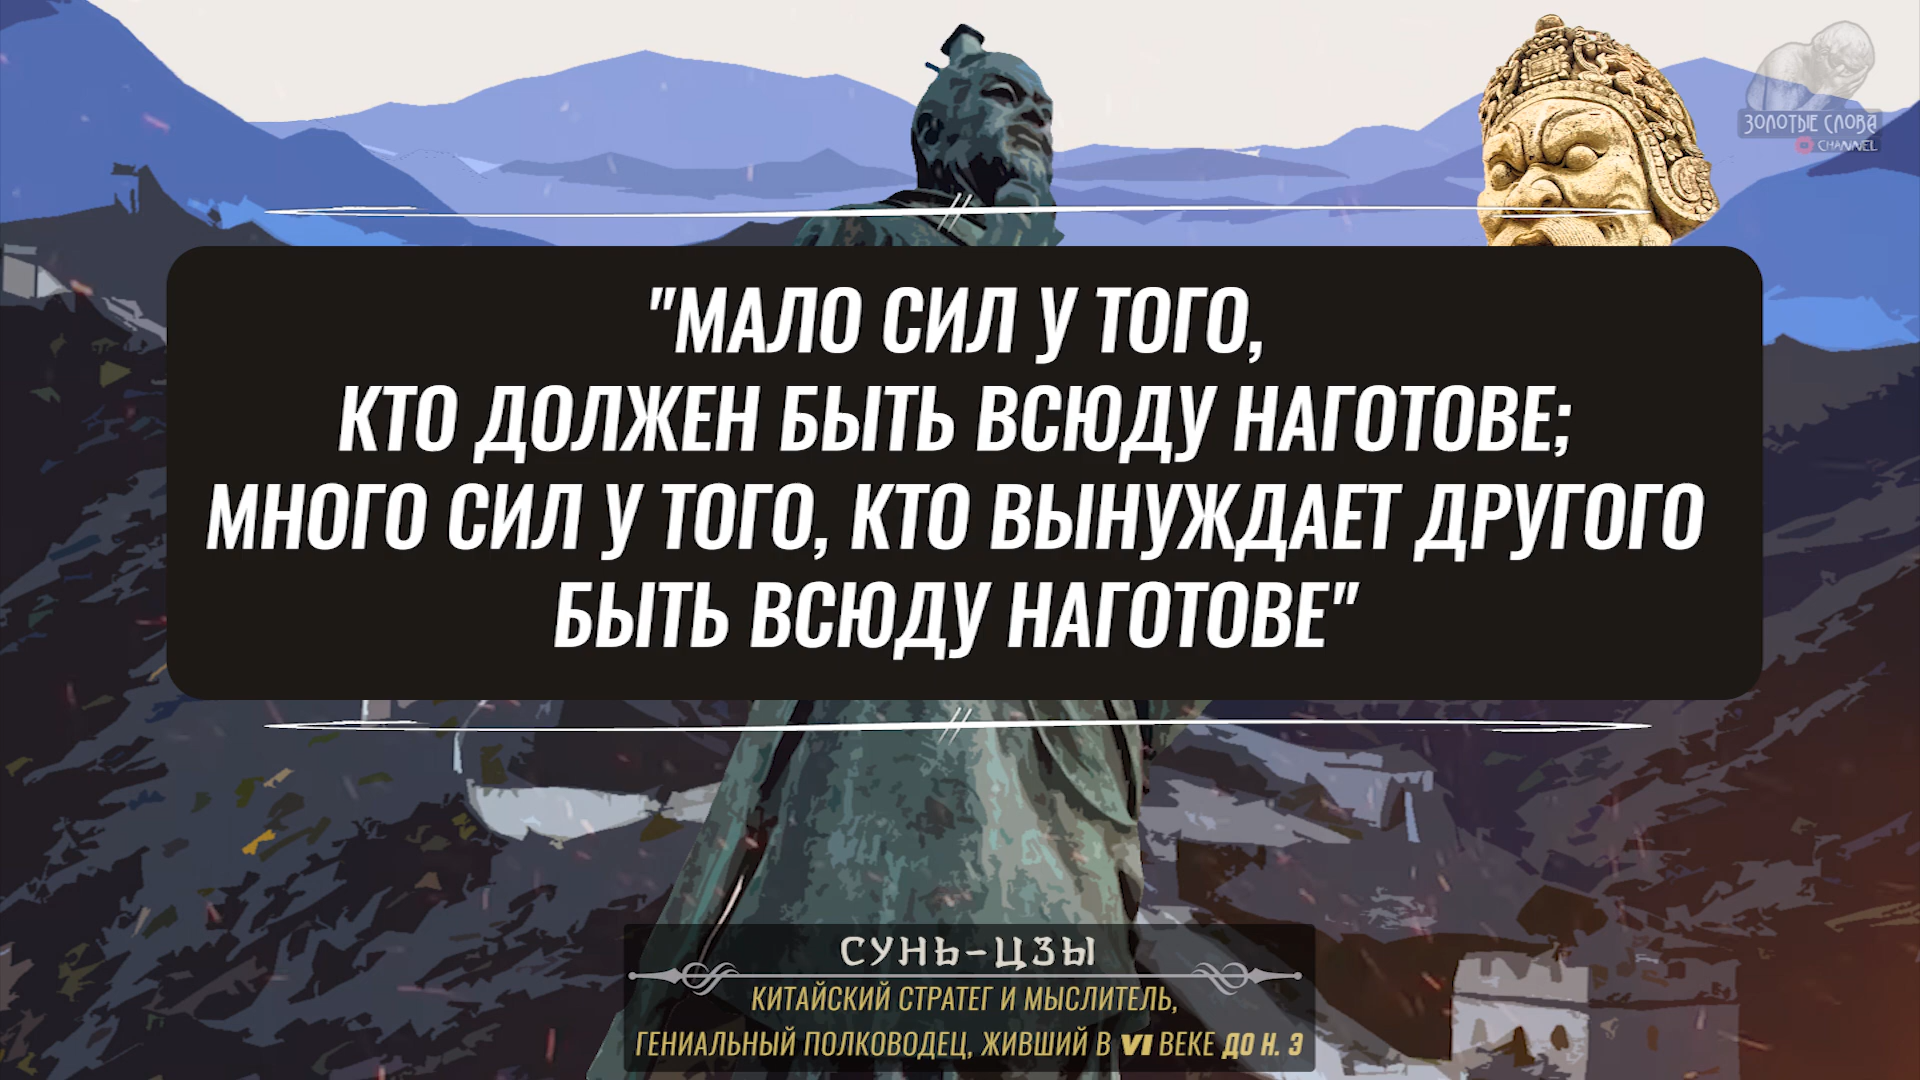 ЗОЛОТЫЕ СЛОВА
CHANNEL
"МАЛО СИЛ У ТОГО,
КТО ДОЛЖЕН БЫТЬ ВСЮДУ НАГОТОВЕ;
МНОГО СИЛ У ТОГО, КТО ВЫНУЖДАЕТ ДРУГОГО
БЫТЬ ВСЮДУ НАГОТОВЕ"
СУНЬ-ЦЗЫ
КИТАЙСКИЙ СТРАТЕГ И МЫСЛИТЕЛЬ,
ГЕНИАЛЬНЫЙ ПОЛКОВОДЕЦ, ЖИВШИЙ В VI ВЕКЕ ДО Н. Э